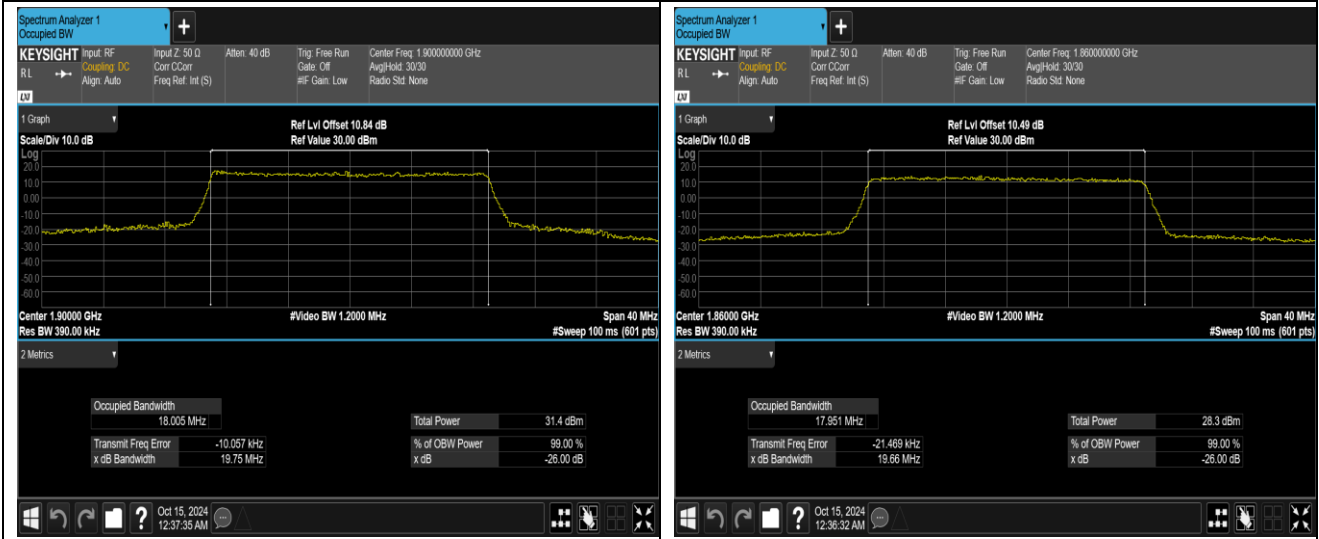 Spectrum Analyzer 1
Occupied BW
+
KEYSIGHT
R L
LXI
Input: RF
Coupling: DC
Align: Auto
Input Z: 50 Ω
Corr CCorr
Freq Ref: Int (S)
Atten: 40 dB
Trig: Free Run
Gate: Off
#IF Gain: Low
Center Freq: 1.900000000 GHz
Avg|Hold: 30/30
Radio Std: None
1 Graph
Scale/Div 10.0 dB
Ref Lvl Offset 10.84 dB
Ref Value 30.00 dBm
Log
20.0
10.0
0.00
-10.0
-20.0
-30.0
-40.0
-50.0
-60.0
Center 1.90000 GHz
#Video BW 1.2000 MHz
Span 40 MHz
Res BW 390.00 kHz
#Sweep 100 ms (601 pts)
2 Metrics
Occupied Bandwidth
18.005 MHz
Total Power 31.4 dBm
Transmit Freq Error -10.057 kHz
% of OBW Power 99.00 %
x dB Bandwidth 19.75 MHz
x dB -26.00 dB
?
Oct 15, 2024
12:37:35 AM
Spectrum Analyzer 1
Occupied BW
+
KEYSIGHT
R L
LXI
Input: RF
Coupling: DC
Align: Auto
Input Z: 50 Ω
Corr CCorr
Freq Ref: Int (S)
Atten: 40 dB
Trig: Free Run
Gate: Off
#IF Gain: Low
Center Freq: 1.860000000 GHz
Avg|Hold: 30/30
Radio Std: None
1 Graph
Scale/Div 10.0 dB
Ref Lvl Offset 10.49 dB
Ref Value 30.00 dBm
Log
20.0
10.0
0.00
-10.0
-20.0
-30.0
-40.0
-50.0
-60.0
Center 1.86000 GHz
#Video BW 1.2000 MHz
Span 40 MHz
Res BW 390.00 kHz
#Sweep 100 ms (601 pts)
2 Metrics
Occupied Bandwidth
17.951 MHz
Total Power 28.3 dBm
Transmit Freq Error -21.469 kHz
% of OBW Power 99.00 %
x dB Bandwidth 19.66 MHz
x dB -26.00 dB
?
Oct 15, 2024
12:36:32 AM